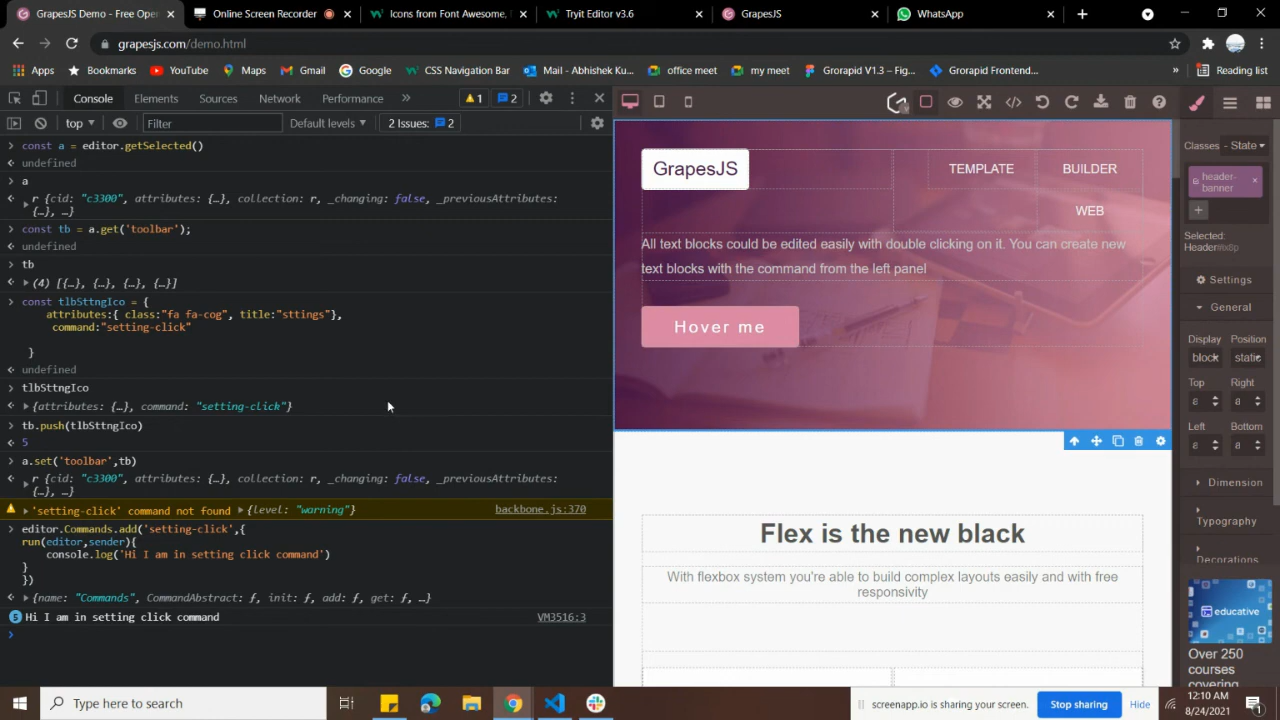 GrapesJS Demo - Free Ope
Online Screen Recorder
Icons from Font Awesome,
Tryit Editor v3.6
GrapesJS
WhatsApp
grapesjs.com/demo.html
Apps
Bookmarks
YouTube
Maps
Gmail
Google
CSS Navigation Bar
Mail - Abhishek Ku...
office meet
my meet
Grorapid V1.3 – Fig...
Grorapid Frontend...
»
Reading list
Console
Elements
Sources
Network
Performance
»
1
2
top
Filter
Default levels
2 Issues:
2
const a = editor.getSelected()
undefined
a
r {cid: "c3300", attributes: {…}, collection: r, _changing: false, _previousAttributes:
{…}, …}
const tb = a.get('toolbar');
undefined
tb
(4) [{…}, {…}, {…}, {…}]
const tlbSttngIco = {
attributes:{ class:"fa fa-cog", title:"sttings"},
command:"setting-click"
}
undefined
tlbSttngIco
{attributes: {…}, command: "setting-click"}
tb.push(tlbSttngIco)
5
a.set('toolbar',tb)
r {cid: "c3300", attributes: {…}, collection: r, _changing: false, _previousAttributes:
{…}, …}
'setting-click' command not found {level: "warning"} backbone.js:370
editor.Commands.add('setting-click',{
run(editor,sender){
console.log('Hi I am in setting click command')
}
})
{name: "Commands", CommandAbstract: ƒ, init: ƒ, add: ƒ, get: ƒ, …}
5 Hi I am in setting click command VM3516:3
GrapesJS
TEMPLATE
BUILDER
WEB
All text blocks could be edited easily with double clicking on it. You can create new
text blocks with the command from the left panel
Hover me
Flex is the new black
With flexbox system you're able to build complex layouts easily and with free
responsivity
Classes
- State
header-
banner
×
+
Selected:
Settings
General
Display
Position
block
static
Top
Right
Left
Bottom
Dimension
Typography
Decorations
educative
Over 250
courses
covering
Type here to search
screenapp.io is sharing your screen.
Stop sharing
Hide
12:10 AM
8/24/2021
1